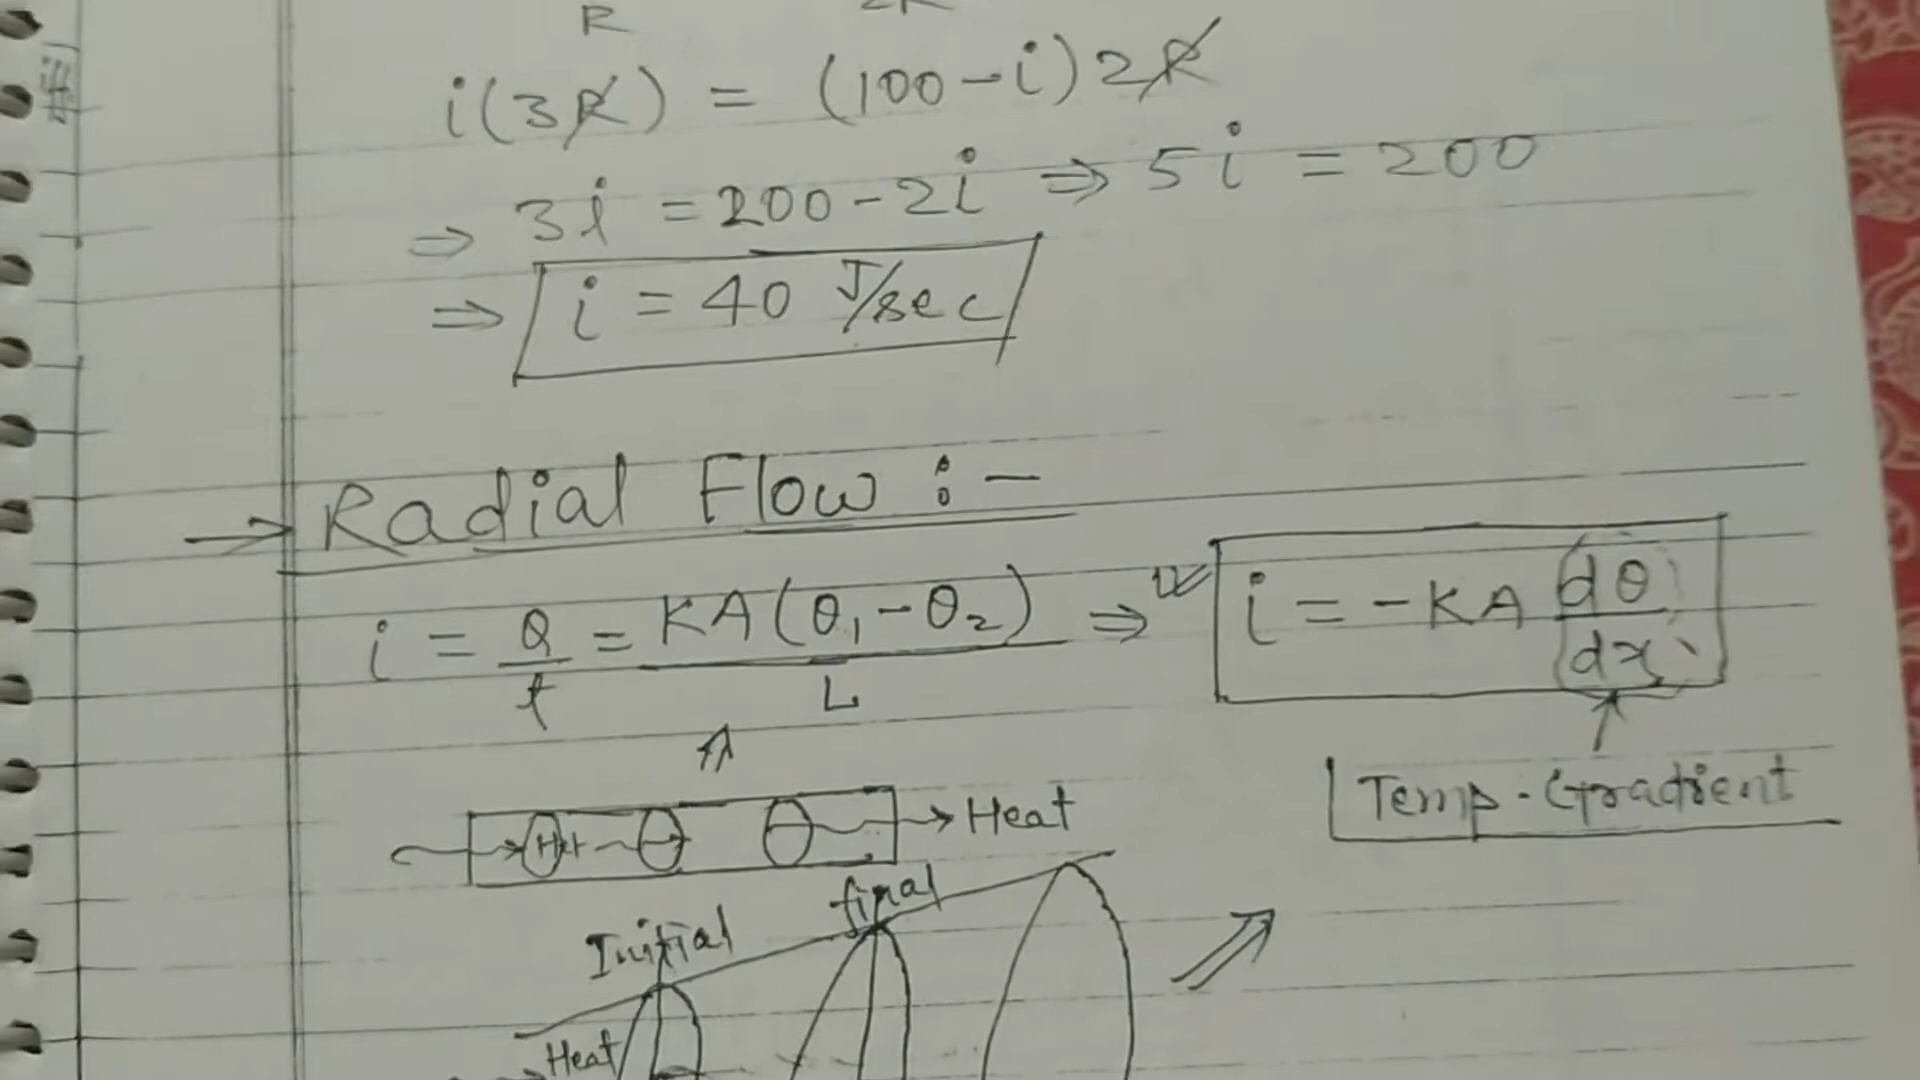 R 2R
i(3R) = (100-i)2R
⇒ 3i = 200-2i ⇒ 5i = 200
⇒ i = 40 J/sec
→ Radial Flow :-
i = Q/t = KA(θ₁-θ₂)/L ⇒ i = -KA dθ/dx
Temp. Gradient
→ Heat
Initial final
Heat